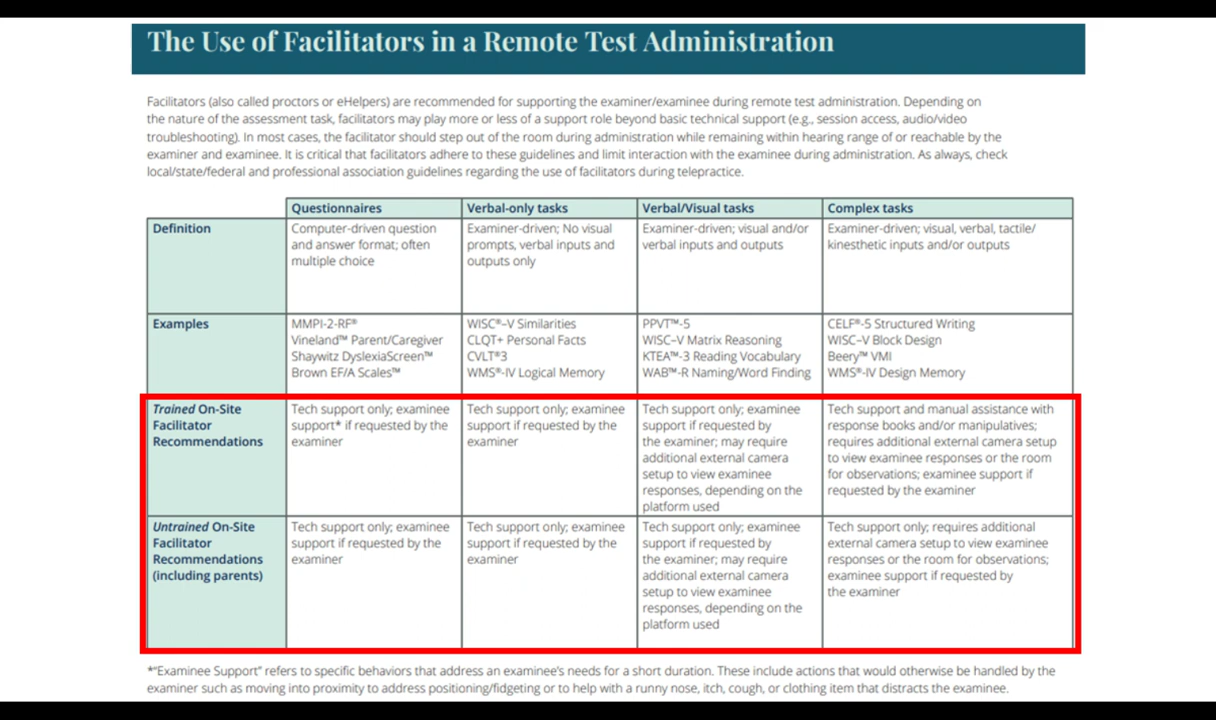 The Use of Facilitators in a Remote Test Administration
Facilitators (also called proctors or eHelpers) are recommended for supporting the examiner/examinee during remote test administration. Depending on
the nature of the assessment task, facilitators may play more or less of a support role beyond basic technical support (e.g., session access, audio/video
troubleshooting). In most cases, the facilitator should step out of the room during administration while remaining within hearing range of or reachable by the
examiner and examinee. It is critical that facilitators adhere to these guidelines and limit interaction with the examinee during administration. As always, check
local/state/federal and professional association guidelines regarding the use of facilitators during telepractice.
Questionnaires
Verbal-only tasks
Verbal/Visual tasks
Complex tasks
Definition
Computer-driven question
and answer format; often
multiple choice
Examiner-driven; No visual
prompts, verbal inputs and
outputs only
Examiner-driven; visual and/or
verbal inputs and outputs
Examiner-driven; visual, verbal, tactile/
kinesthetic inputs and/or outputs
Examples
MMPI-2-RF®
Vineland™ Parent/Caregiver
Shaywitz DyslexiaScreen™
Brown EF/A Scales™
WISC®–V Similarities
CLQT+ Personal Facts
CVLT®3
WMS®-IV Logical Memory
PPVT™-5
WISC–V Matrix Reasoning
KTEA™-3 Reading Vocabulary
WAB™-R Naming/Word Finding
CELF®-5 Structured Writing
WISC–V Block Design
Beery™ VMI
WMS®-IV Design Memory
Trained On-Site
Facilitator
Recommendations
Tech support only; examinee
support* if requested by the
examiner
Tech support only; examinee
support if requested by the
examiner
Tech support only; examinee
support if requested by
the examiner; may require
additional external camera
setup to view examinee
responses, depending on the
platform used
Tech support and manual assistance with
response books and/or manipulatives;
requires additional external camera setup
to view examinee responses or the room
for observations; examinee support if
requested by the examiner
Untrained On-Site
Facilitator
Recommendations
(including parents)
Tech support only; examinee
support if requested by the
examiner
Tech support only; examinee
support if requested by the
examiner
Tech support only; examinee
support if requested by
the examiner; may require
additional external camera
setup to view examinee
responses, depending on the
platform used
Tech support only; requires additional
external camera setup to view examinee
responses or the room for observations;
examinee support if requested by
the examiner
*“Examinee Support” refers to specific behaviors that address an examinee’s needs for a short duration. These include actions that would otherwise be handled by the
examiner such as moving into proximity to address positioning/fidgeting or to help with a runny nose, itch, cough, or clothing item that distracts the examinee.